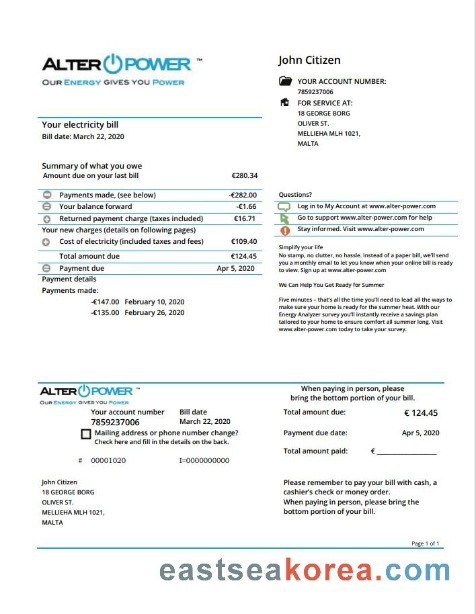 ALTER POWER ™
OUR ENERGY GIVES YOU POWER
John Citizen
YOUR ACCOUNT NUMBER:
7859237006
FOR SERVICE AT:
18 GEORGE BORG
OLIVER ST.
MELLIEHA MLH 1021,
MALTA
Your electricity bill
Bill date: March 22, 2020
Summary of what you owe
Amount due on your last bill €280.34
Payments made, (see below) -€282.00
Your balance forward -€1.66
Returned payment charge (taxes included) €16.71
Your new charges (details on following pages)
Cost of electricity (included taxes and fees) €109.40
Total amount due €124.45
Payment due Apr 5, 2020
Payment details
Payments made:
-€147.00 February 10, 2020
-€135.00 February 26, 2020
Questions?
Log in to My Account at www.alter-power.com
Go to support www.alter-power.com for help
Stay informed. Visit www.alter-power.com
Simplify your life
No stamp, no clutter, no hassle. Instead of a paper bill, we'll send
you a monthly email to let you know when your online bill is ready
to view. Sign up at www.alter-power.com
We Can Help You Get Ready for Summer
Five minutes - that's all the time you'll need to lead all the ways to
make sure your home is ready for the summer heat. With our
Energy Analyzer survey you'll instantly receive a savings plan
tailored to your home to ensure comfort all summer long. Visit
www.alter-power.com today to take your survey.
ALTER POWER ™
OUR ENERGY GIVES YOU POWER
Your account number Bill date
7859237006 March 22, 2020
Mailing address or phone number change?
Check here and fill in the details on the back.
# 00001020 I=0000000000
John Citizen
18 GEORGE BORG
OLIVER ST.
MELLIEHA MLH 1021,
MALTA
When paying in person, please
bring the bottom portion of your bill.
Total amount due: € 124.45
Payment due date: Apr 5, 2020
Total amount paid: €
Please remember to pay your bill with cash, a
cashier's check or money order.
When paying in person, please bring the
bottom portion of your bill.
Page 1 of 1
eastseakorea.com